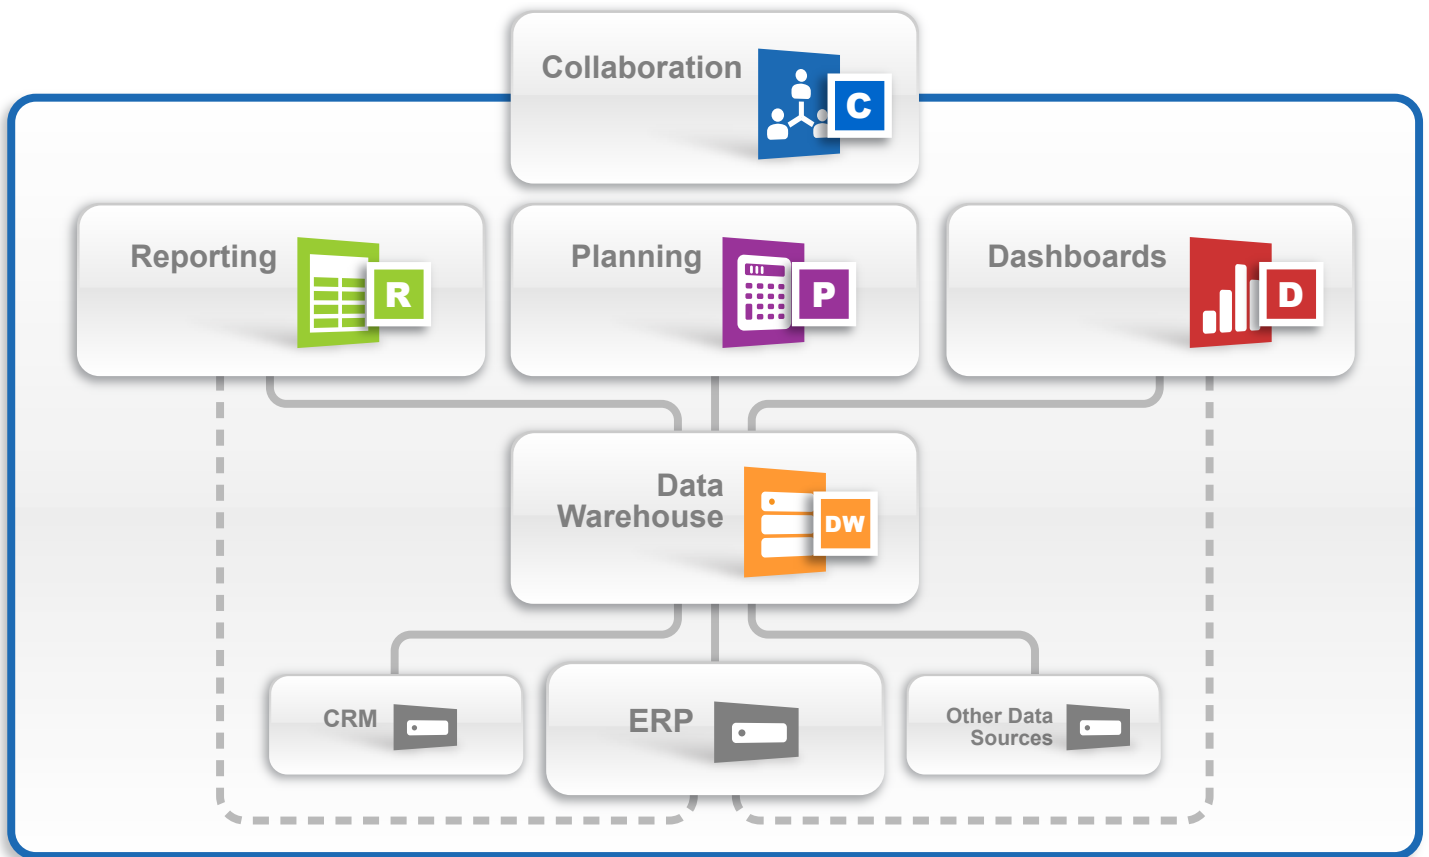 Collaboration
C
Reporting
R
Planning
P
Dashboards
D
Data
Warehouse
DW
CRM
ERP
Other Data
Sources